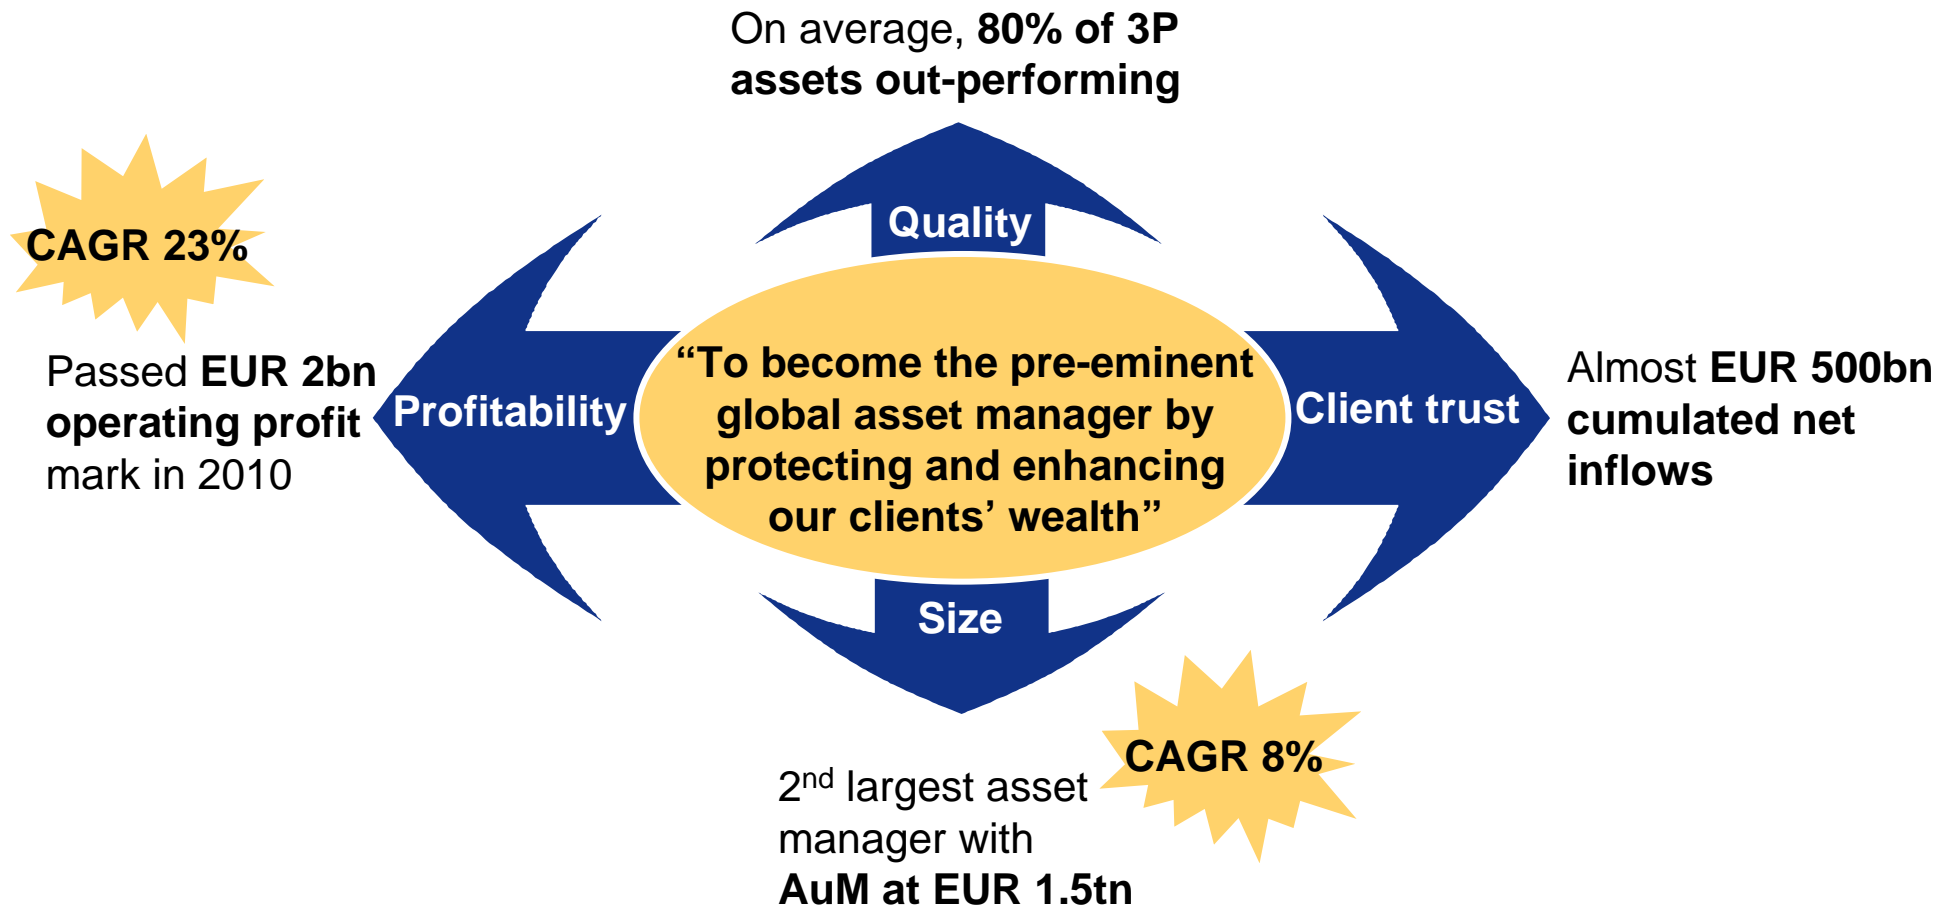 On average, 80% of 3P
assets out-performing
Quality
CAGR 23%
Passed EUR 2bn
operating profit
mark in 2010
Profitability
“To become the pre-eminent
global asset manager by
protecting and enhancing
our clients’ wealth”
Client trust
Almost EUR 500bn
cumulated net
inflows
Size
CAGR 8%
2nd largest asset
manager with
AuM at EUR 1.5tn